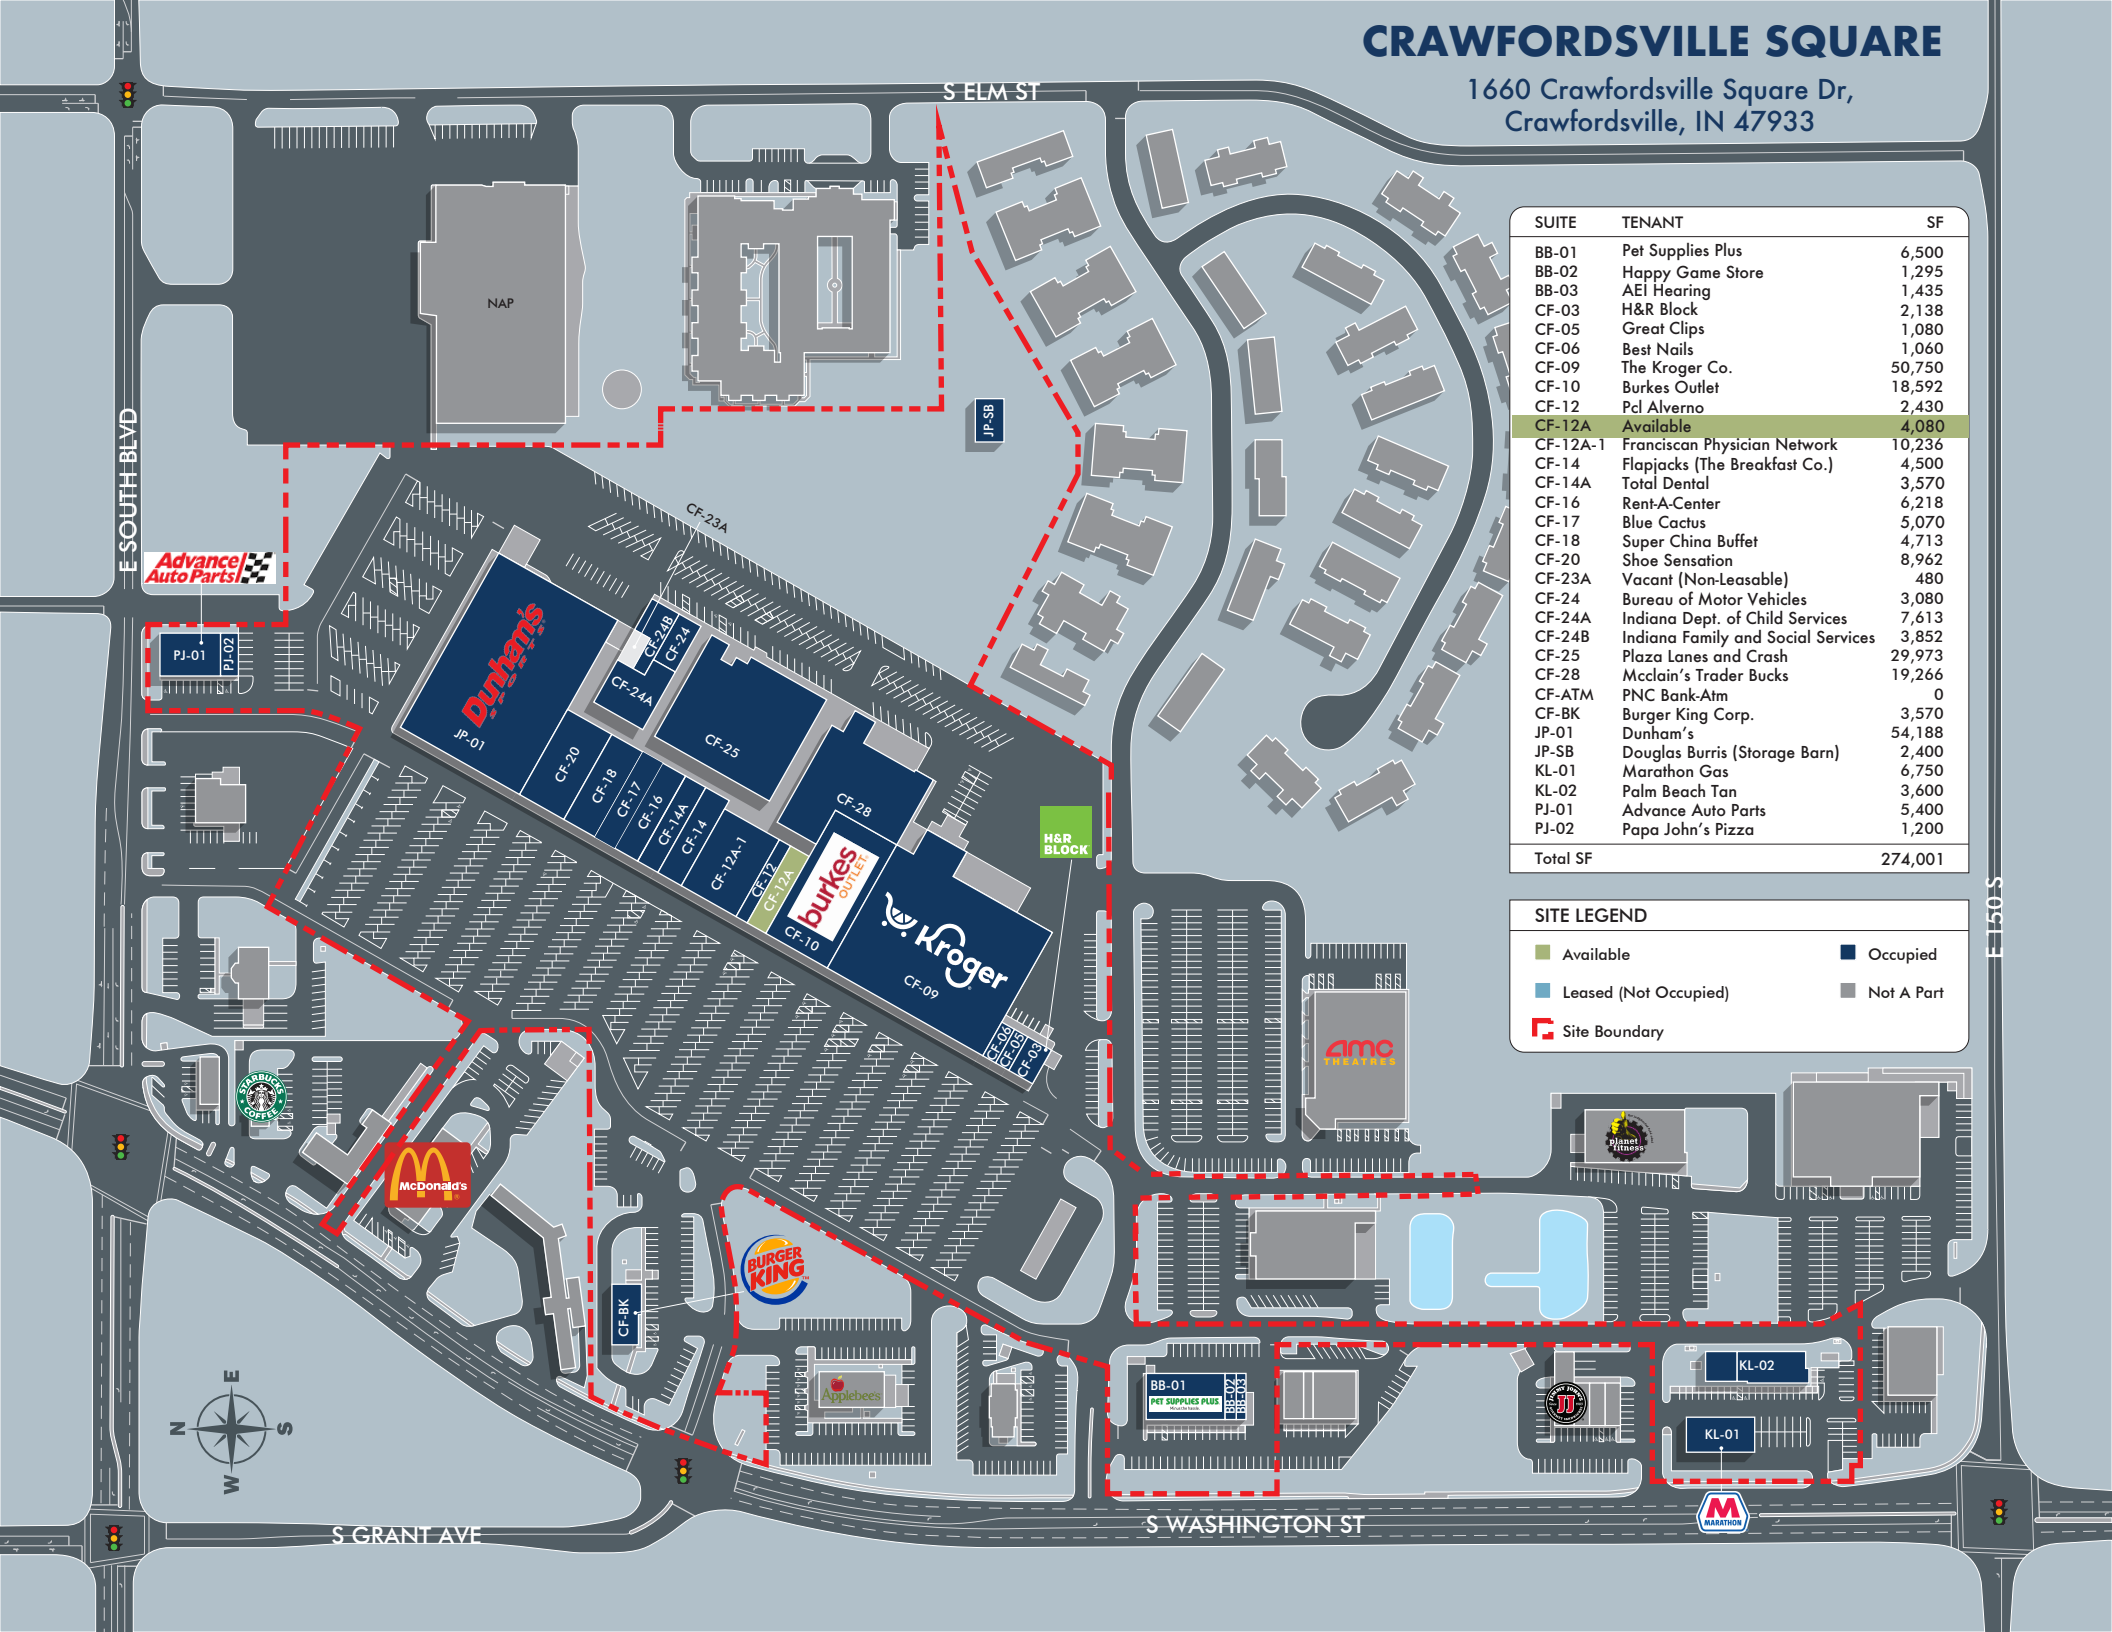 CRAWFORDSVILLE SQUARE
1660 Crawfordsville Square Dr,
Crawfordsville, IN 47933
S ELM ST
SUITE TENANT SF
BB-01 Pet Supplies Plus 6,500
BB-02 Happy Game Store 1,295
BB-03 AEI Hearing 1,435
CF-03 H&R Block 2,138
CF-05 Great Clips 1,080
CF-06 Best Nails 1,060
CF-09 The Kroger Co. 50,750
CF-10 Burkes Outlet 18,592
CF-12 Pcl Alverno 2,430
CF-12A Available 4,080
CF-12A-1 Franciscan Physician Network 10,236
CF-14 Flapjacks (The Breakfast Co.) 4,500
CF-14A Total Dental 3,570
CF-16 Rent-A-Center 6,218
CF-17 Blue Cactus 5,070
CF-18 Super China Buffet 4,713
CF-20 Shoe Sensation 8,962
CF-23A Vacant (Non-Leasable) 480
CF-24 Bureau of Motor Vehicles 3,080
CF-24A Indiana Dept. of Child Services 7,613
CF-24B Indiana Family and Social Services 3,852
CF-25 Plaza Lanes and Crash 29,973
CF-28 Mcclain's Trader Bucks 19,266
CF-ATM PNC Bank-Atm 0
CF-BK Burger King Corp. 3,570
JP-01 Dunham's 54,188
JP-SB Douglas Burris (Storage Barn) 2,400
KL-01 Marathon Gas 6,750
KL-02 Palm Beach Tan 3,600
PJ-01 Advance Auto Parts 5,400
PJ-02 Papa John's Pizza 1,200
Total SF 274,001
SITE LEGEND
Available
Occupied
Leased (Not Occupied)
Not A Part
Site Boundary
E 150 S
E SOUTH BLVD
NAP
JP-SB
CF-23A
Advance
Auto Parts
PJ-01
PJ-02
Dunham's
JP-01
CF-24B
CF-24
CF-24A
CF-25
CF-20
CF-18
CF-17
CF-16
CF-14A
CF-14
CF-12A-1
CF-12
CF-12A
CF-28
burkes
OUTLET
CF-10
Kroger
CF-09
H&R
BLOCK
CF-06
CF-05
CF-03
amc
THEATRES
STARBUCKS
COFFEE
McDonald's
BURGER
KING
CF-BK
Applebees
planet
fitness
BB-01
PET SUPPLIES PLUS
BB-02
BB-03
JIMMY JOHN'S
JJ
KL-02
KL-01
M
MARATHON
E
N
S
W
S GRANT AVE
S WASHINGTON ST